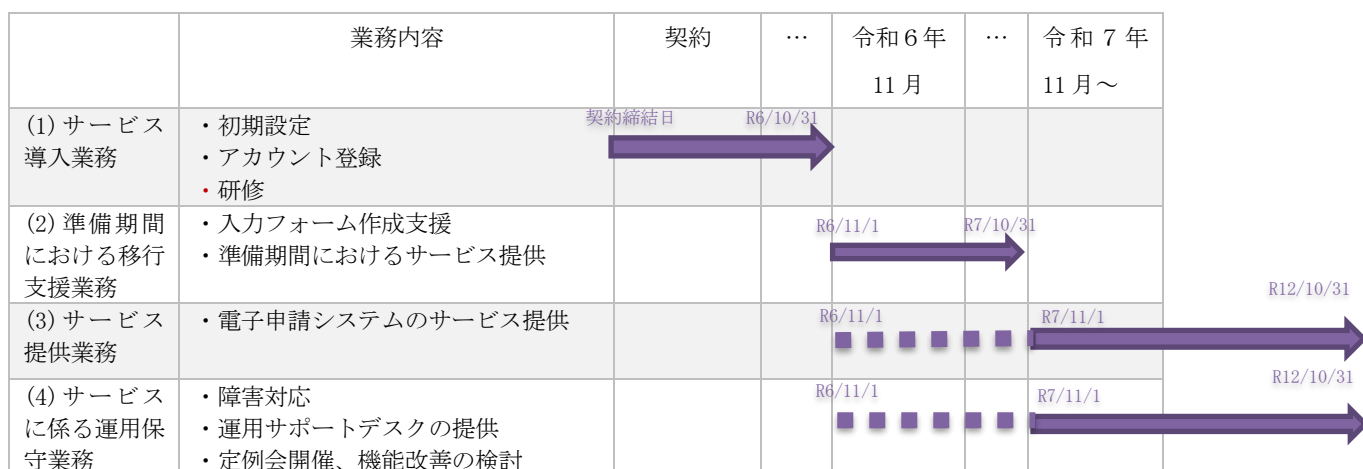 業務内容 契約 … 令和６年 … 令和７年
11月 11月～
(1)サービス ・初期設定 契約締結日 R6/10/31
導入業務 ・アカウント登録
・研修
(2)準備期間 ・入力フォーム作成支援 R6/11/1 R7/10/31
における移行 ・準備期間におけるサービス提供
支援業務
R12/10/31
(3)サービス ・電子申請システムのサービス提供 R6/11/1 R7/11/1
提供業務
R12/10/31
(4)サービス ・障害対応 R6/11/1 R7/11/1
に係る運用保 ・運用サポートデスクの提供
守業務 ・定例会開催、機能改善の検討